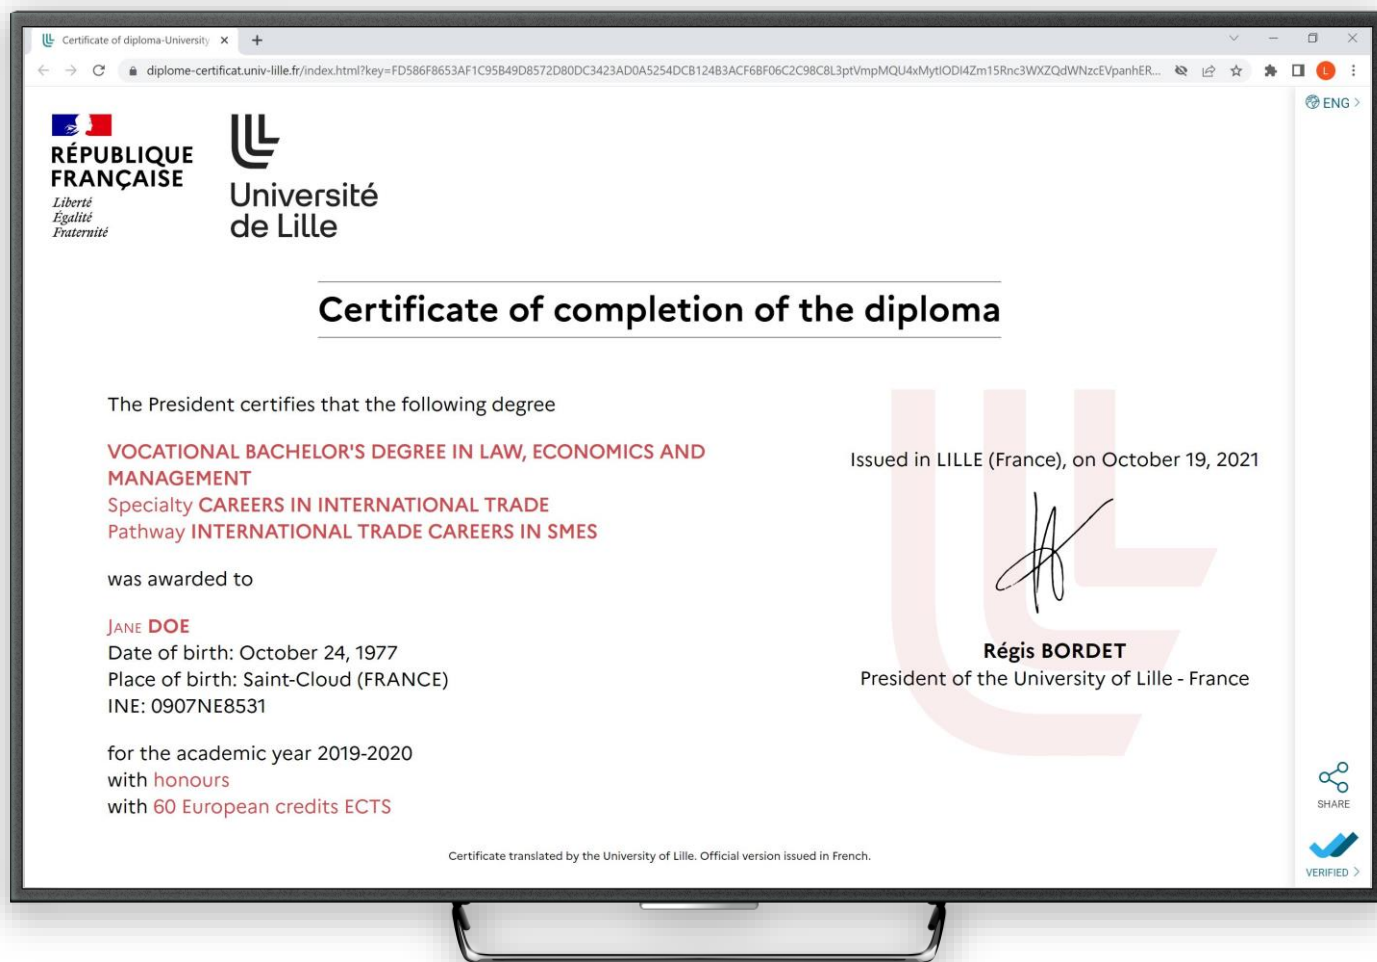 Certificate of diploma-University
diplome-certificat.univ-lille.fr/index.html?key=FD586F8653AF1C95B49D8572D80DC3423AD0A5254DCB124B3ACF6BF06C2C98C8L3ptVmpMQU4xMytIODI4Zm15Rnc3WXZQdWNzcEVpanhER...
L
ENG >
RÉPUBLIQUE
FRANÇAISE
Liberté
Égalité
Fraternité
Université
de Lille
Certificate of completion of the diploma
The President certifies that the following degree
VOCATIONAL BACHELOR'S DEGREE IN LAW, ECONOMICS AND
MANAGEMENT
Specialty CAREERS IN INTERNATIONAL TRADE
Pathway INTERNATIONAL TRADE CAREERS IN SMES
was awarded to
JANE DOE
Date of birth: October 24, 1977
Place of birth: Saint-Cloud (FRANCE)
INE: 0907NE8531
for the academic year 2019-2020
with honours
with 60 European credits ECTS
Issued in LILLE (France), on October 19, 2021
Régis BORDET
President of the University of Lille - France
SHARE
VERIFIED >
Certificate translated by the University of Lille. Official version issued in French.